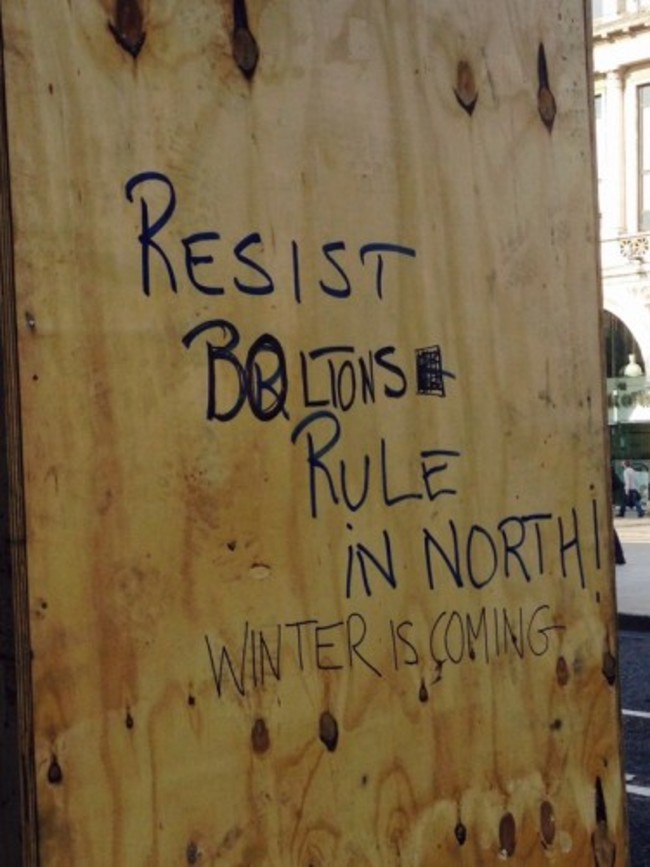 RESIST
BOLTONS
RULE
IN NORTH!
WINTER IS COMING